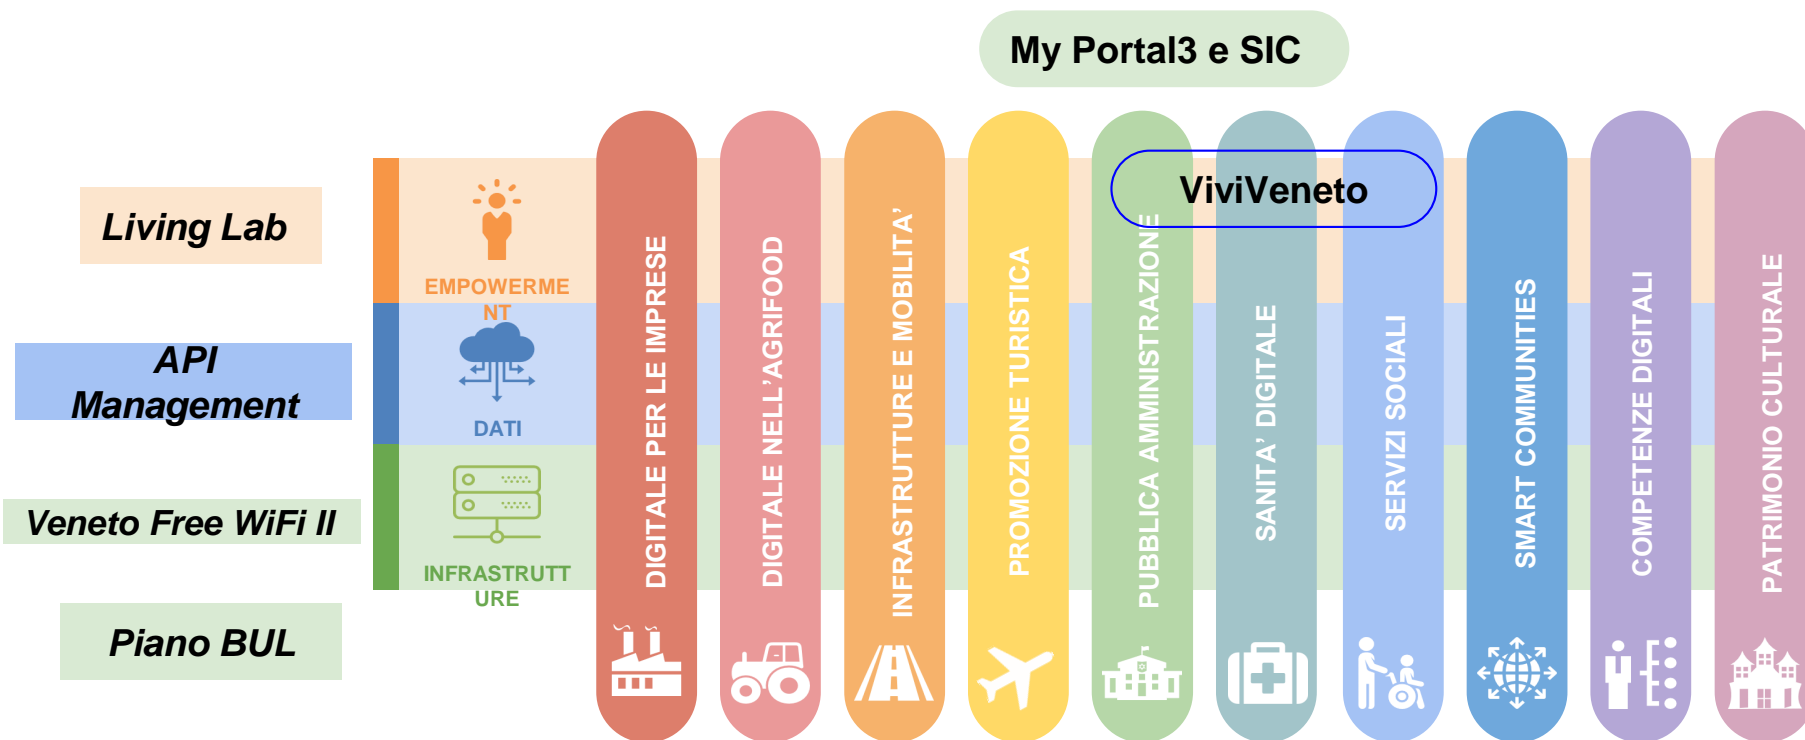 My Portal3 e SIC
ViviVeneto
Living Lab
API
Management
Veneto Free WiFi II
Piano BUL
EMPOWERME
NT
DATI
INFRASTRUTT
URE
DIGITALE PER LE IMPRESE
DIGITALE NELL'AGRIFOOD
INFRASTRUTTURE E MOBILITA'
PROMOZIONE TURISTICA
PUBBLICA AMMINISTRAZIONE
SANITA' DIGITALE
SERVIZI SOCIALI
SMART COMMUNITIES
COMPETENZE DIGITALI
PATRIMONIO CULTURALE